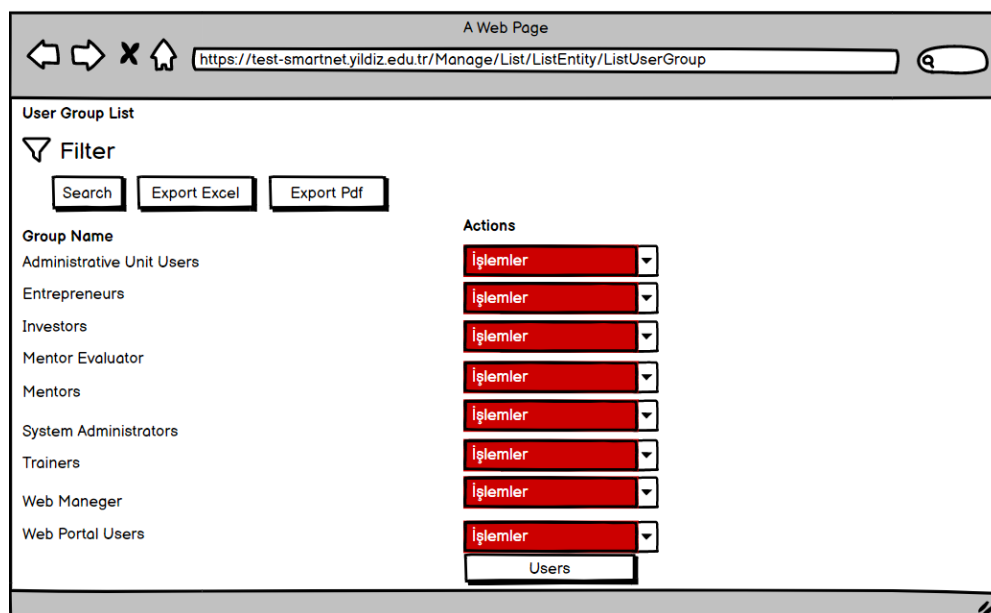 A Web Page
https://test-smartnet.yildiz.edu.tr/Manage/List/ListEntity/ListUserGroup
User Group List
Filter
Search Export Excel Export Pdf
Group Name Actions
Administrative Unit Users İşlemler
Entrepreneurs İşlemler
Investors İşlemler
Mentor Evaluator İşlemler
Mentors İşlemler
System Administrators İşlemler
Trainers İşlemler
Web Maneger İşlemler
Web Portal Users
Users